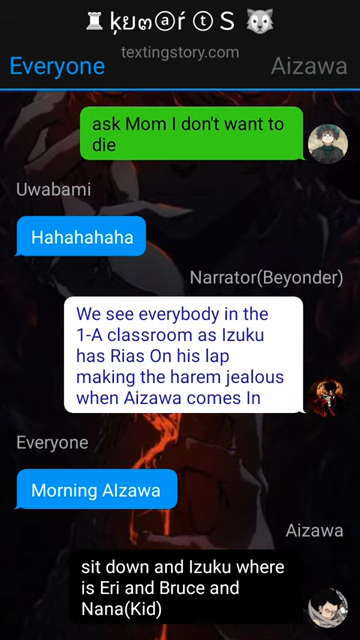 textingstory.com
Everyone
Aizawa
ask Mom I don't want to
die
Uwabami
Hahahahaha
Narrator(Beyonder)
We see everybody in the
1-A classroom as Izuku
has Rias On his lap
making the harem jealous
when Aizawa comes In
Everyone
Morning AIzawa
Aizawa
sit down and Izuku where
is Eri and Bruce and
Nana(Kid)